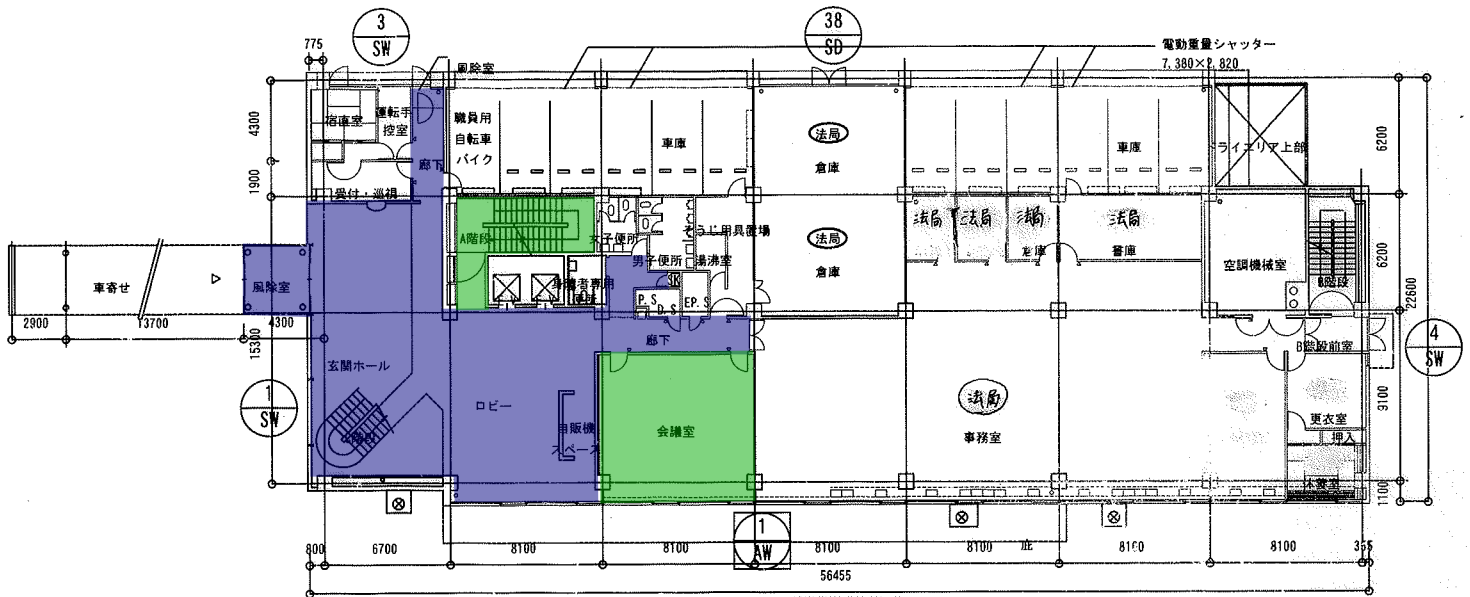 3
SW
38
SD
電動重量シャッター
7,380×2,820
775
風除室
宿直室
運転手
控室
職員用
自転車
バイク
車庫
法局
倉庫
車庫
ドライエリア上部
4300
6200
廊下
1900
受付・巡視
A階段
女子便所
そうじ用具置場
法局
倉庫
法局
法局
法局
法局
書庫
空調機械室
B階段
6200
22600
男子便所
湯沸室
SK
身障者専用
便所
P.S
D.S
EP.S
車寄せ
風除室
2900
13700
4300
15300
廊下
B階段前室
4
SW
玄関ホール
1
SW
ロビー
自販機
スペース
会議室
法局
事務室
更衣室
押入
休養室
9100
1100
1
AW
800
6700
8100
8100
8100
8100
庇
8100
8100
355
56455